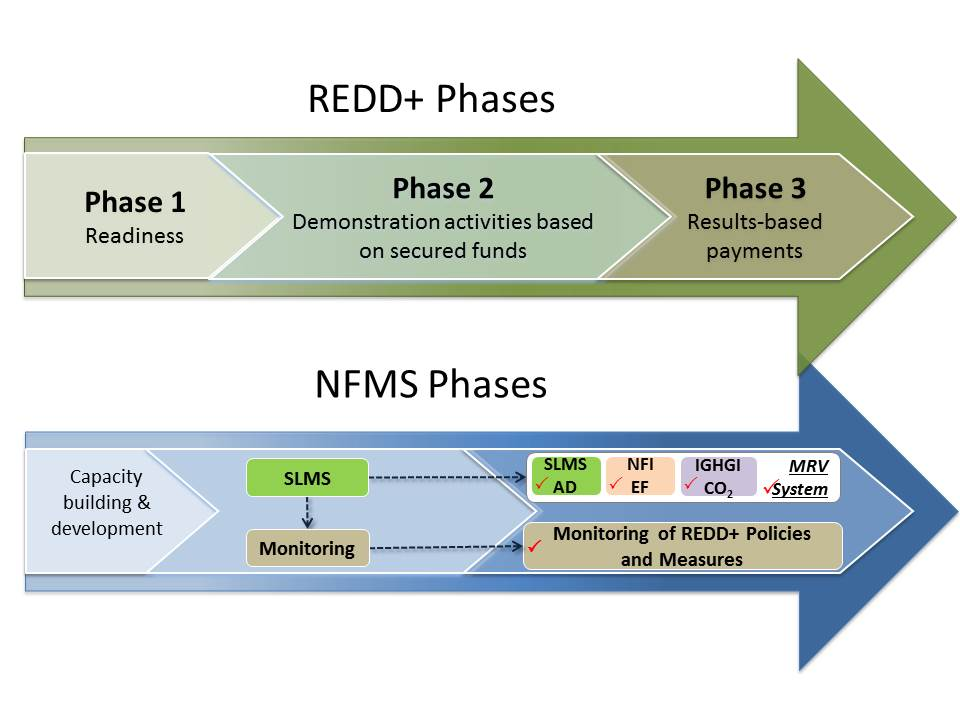 REDD+ Phases
Phase 1
Readiness
Phase 2
Demonstration activities based
on secured funds
Phase 3
Results-based
payments
NFMS Phases
Capacity
building &
development
SLMS
Monitoring
SLMS
AD
NFI
EF
IGHGI
CO₂
MRV
System
Monitoring of REDD+ Policies
and Measures